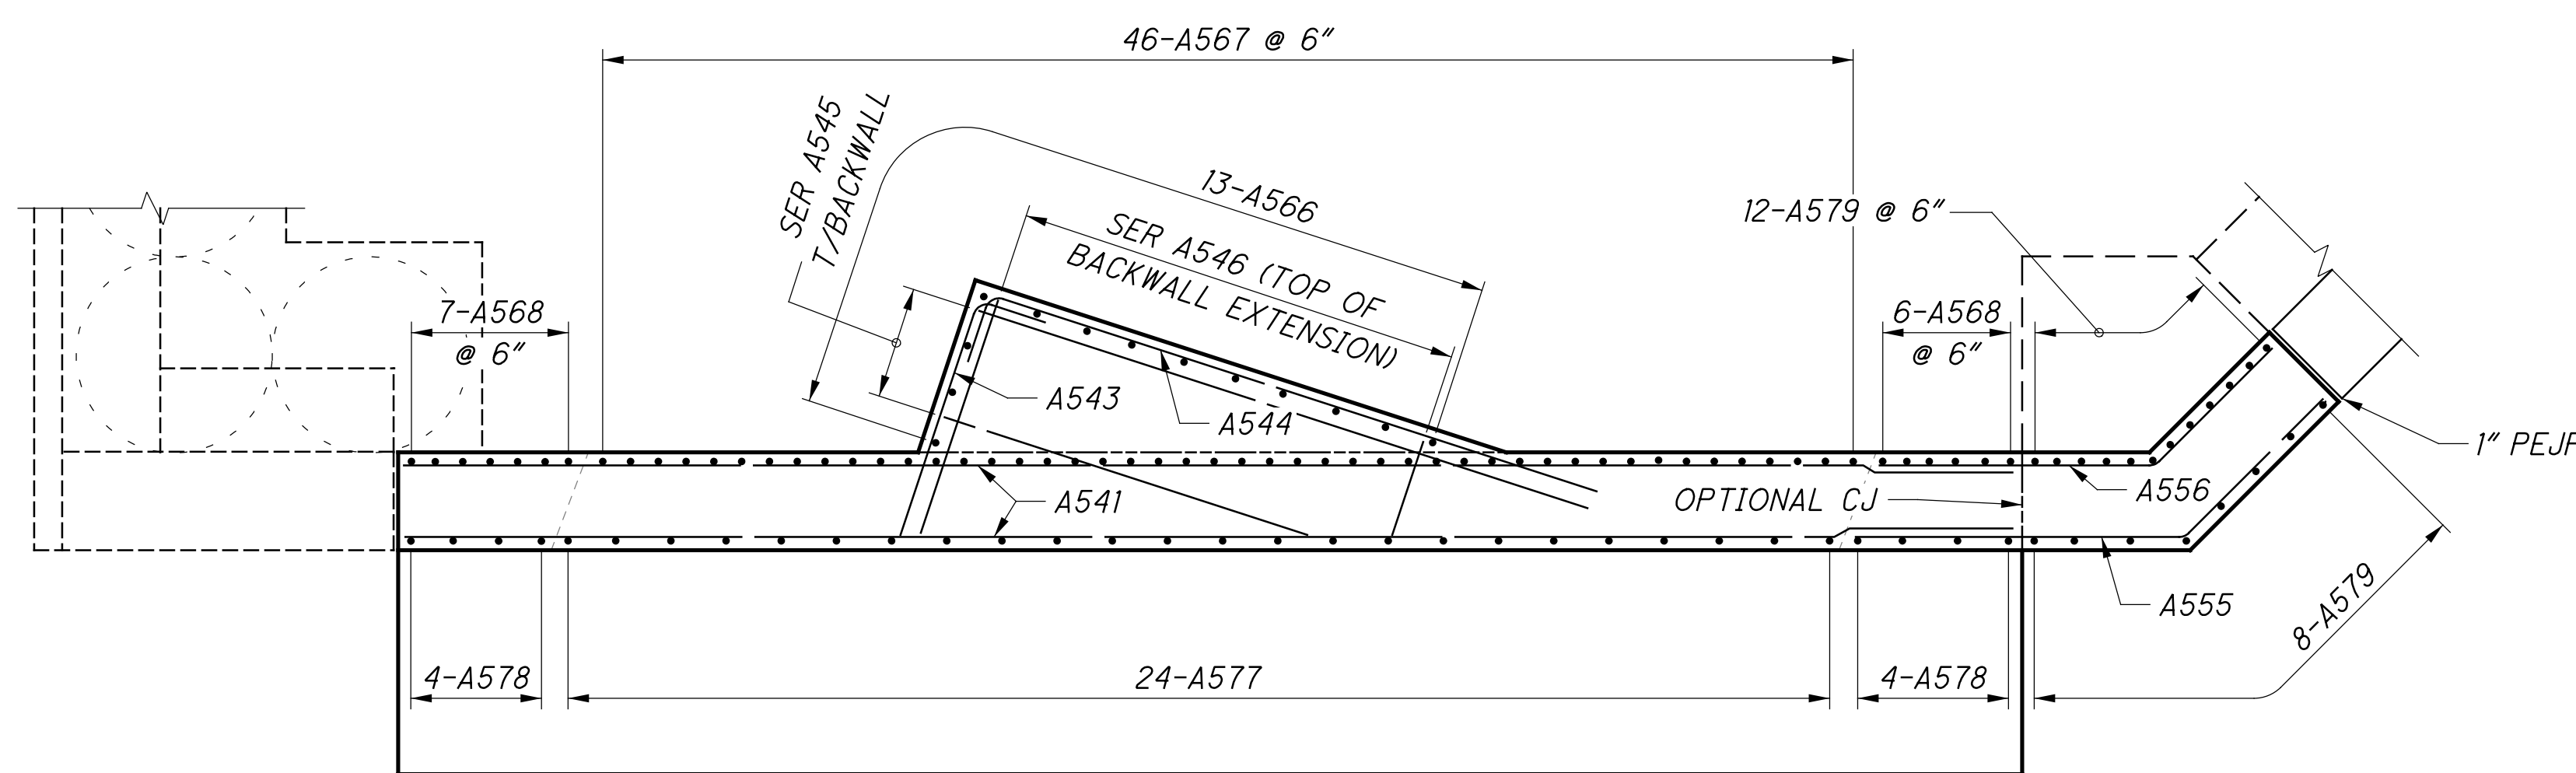 46-A567 @ 6"
SER A545
T/BACKWALL
13-A566
SER A546 (TOP OF
BACKWALL EXTENSION)
12-A579 @ 6"
7-A568
@ 6"
6-A568
@ 6"
A543
A544
1" PEJF
A541
OPTIONAL CJ
A556
A555
8-A579
4-A578
24-A577
4-A578